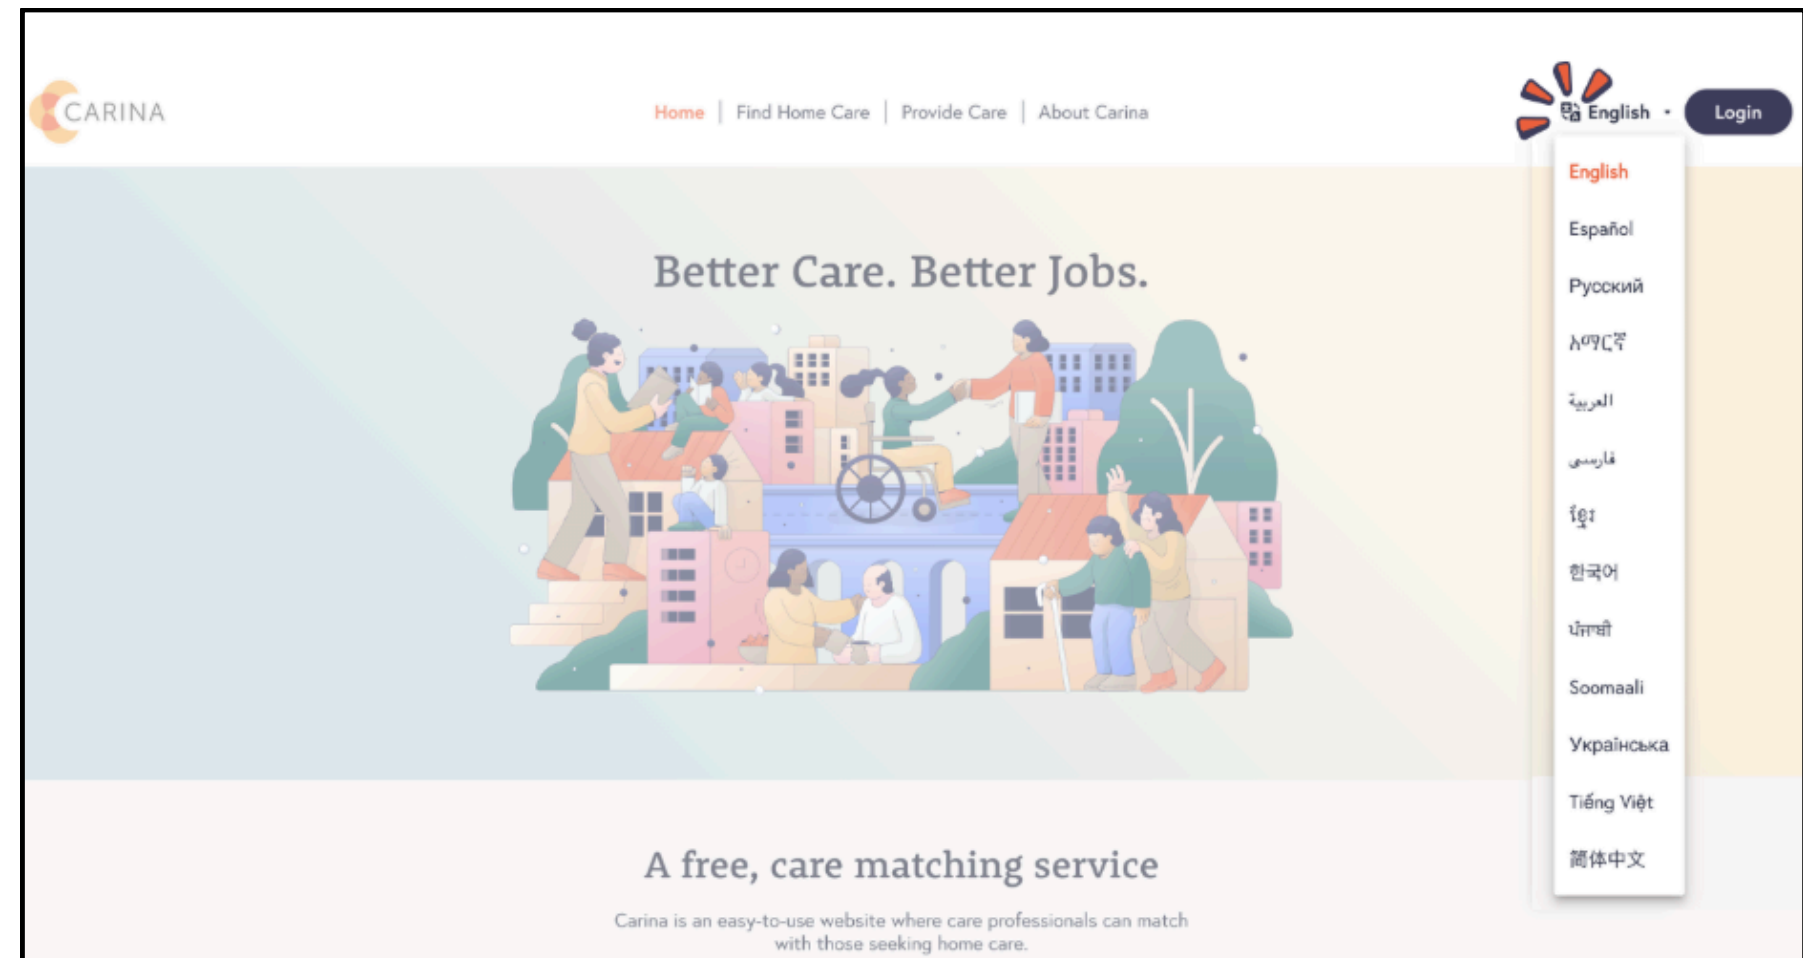 CARINA
Home | Find Home Care | Provide Care | About Carina
English
Login
English
Español
Русский
አማርኛ
العربية
فارسی
ខ្មែរ
한국어
ਪੰਜਾਬੀ
Soomaali
Українська
Tiếng Việt
简体中文
Better Care. Better Jobs.
A free, care matching service
Carina is an easy-to-use website where care professionals can match
with those seeking home care.